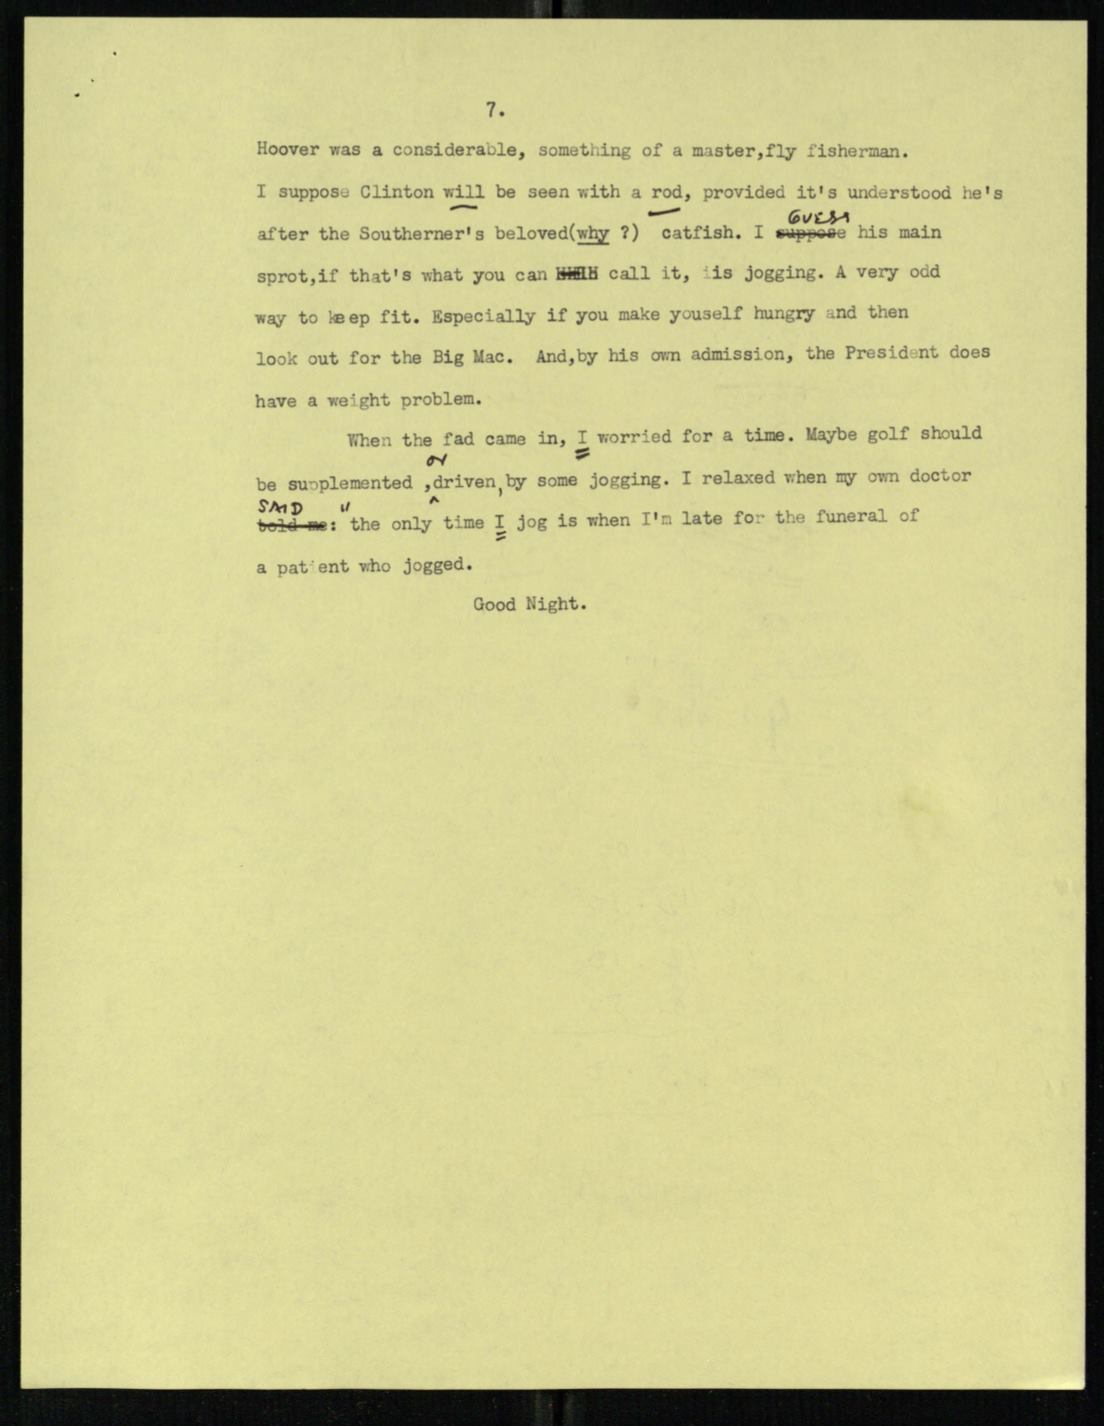 7.
Hoover was a considerable, something of a master,fly fisherman.
I suppose Clinton will be seen with a rod, provided it's understood he's
GUESS
after the Southerner's beloved(why ?) catfish. I suppose his main
sprot,if that's what you can call it, iis jogging. A very odd
way to keep fit. Especially if you make youself hungry and then
look out for the Big Mac. And,by his own admission, the President does
have a weight problem.
When the fad came in, I worried for a time. Maybe golf should
or
be supplemented ,driven,by some jogging. I relaxed when my own doctor
SAID "
told me: the only time I jog is when I'm late for the funeral of
a patient who jogged.
Good Night.